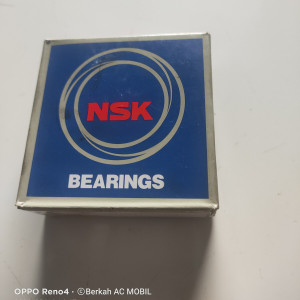 NSK
BEARINGS
OPPO Reno4 · ©Berkah AC MOBIL